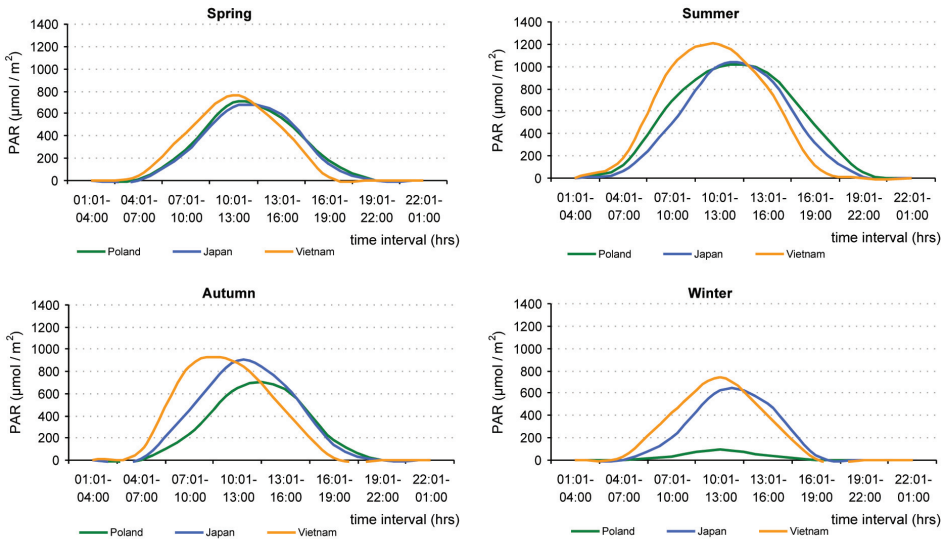 Spring
1400
1200
1000
800
600
400
200
0
PAR (µmol / m²)
01:01- 04:01- 07:01- 10:01- 13:01- 16:01- 19:01- 22:01-
04:00 07:00 10:00 13:00 16:00 19:00 22:00 01:00
time interval (hrs)
Poland Japan Vietnam
Summer
1400
1200
1000
800
600
400
200
0
PAR (µmol / m²)
01:01- 04:01- 07:01- 10:01- 13:01- 16:01- 19:01- 22:01-
04:00 07:00 10:00 13:00 16:00 19:00 22:00 01:00
time interval (hrs)
Poland Japan Vietnam
Autumn
1400
1200
1000
800
600
400
200
0
PAR (µmol / m²)
01:01- 04:01- 07:01- 10:01- 13:01- 16:01- 19:01- 22:01-
04:00 07:00 10:00 13:00 16:00 19:00 22:00 01:00
time interval (hrs)
Poland Japan Vietnam
Winter
1400
1200
1000
800
600
400
200
0
PAR (µmol / m²)
01:01- 04:01- 07:01- 10:01- 13:01- 16:01- 19:01- 22:01-
04:00 07:00 10:00 13:00 16:00 19:00 22:00 01:00
time interval (hrs)
Poland Japan Vietnam